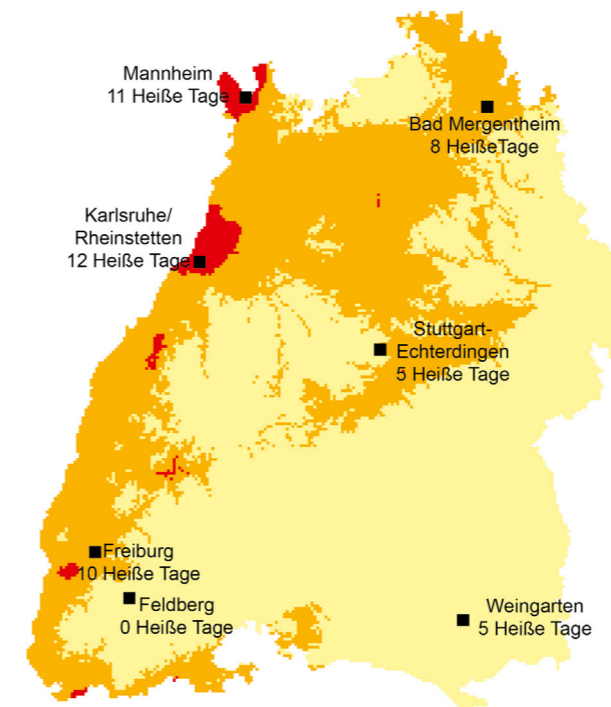 Mannheim
11 Heiße Tage
Bad Mergentheim
8 HeißeTage
Karlsruhe/
Rheinstetten
12 Heiße Tage
Stuttgart-
Echterdingen
5 Heiße Tage
Freiburg
10 Heiße Tage
Feldberg
0 Heiße Tage
Weingarten
5 Heiße Tage